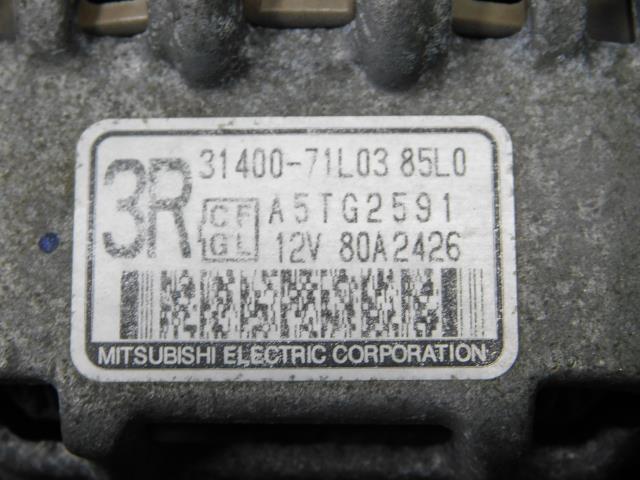 3R 31400-71L03 85L0
CF A5TG2591
GL 12V 80A2426
MITSUBISHI ELECTRIC CORPORATION